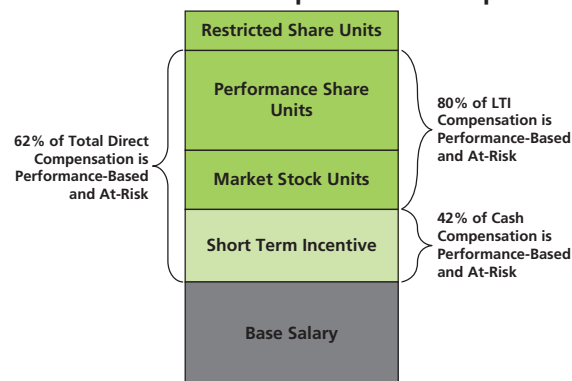 Restricted Share Units
Performance Share
Units
80% of LTI
Compensation is
Performance-Based
and At-Risk
62% of Total Direct
Compensation is
Performance-Based
and At-Risk
Market Stock Units
Short Term Incentive
42% of Cash
Compensation is
Performance-Based
and At-Risk
Base Salary